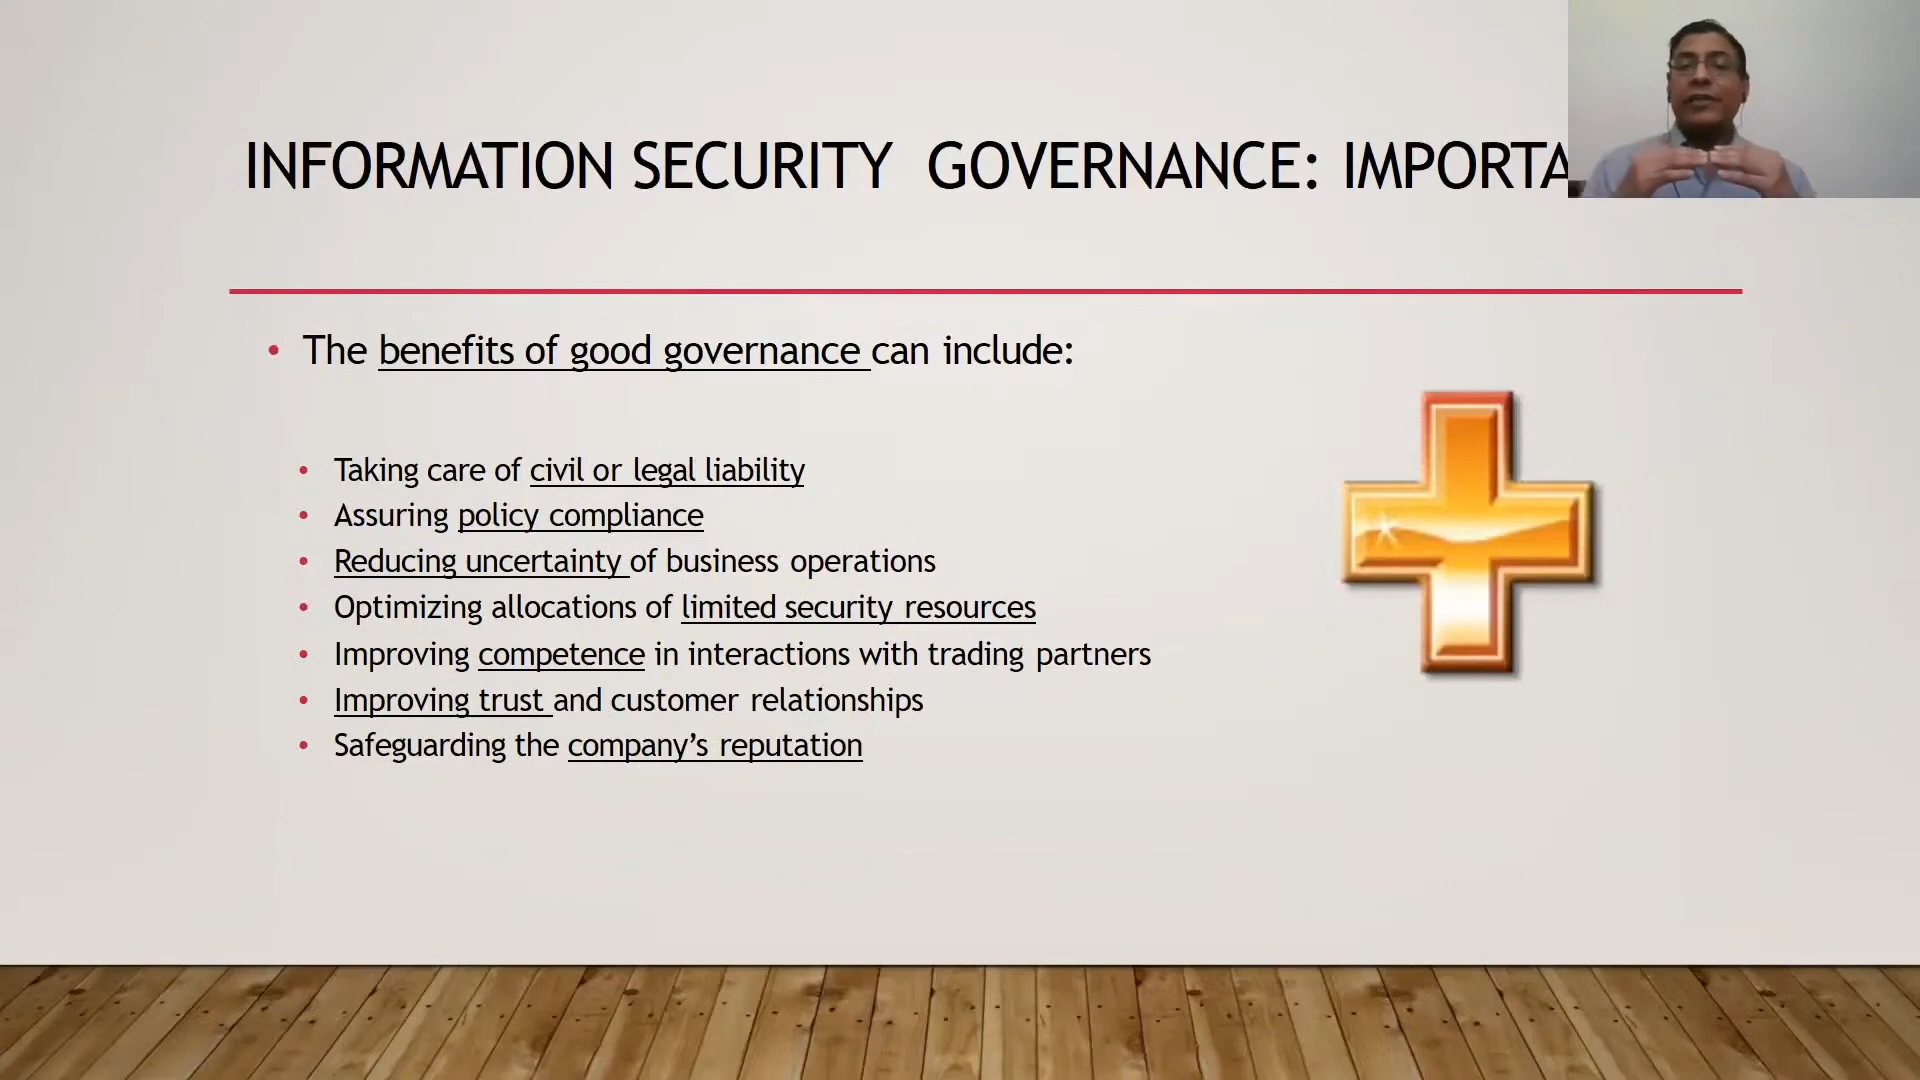 INFORMATION SECURITY GOVERNANCE: IMPORTA
• The benefits of good governance can include:
• Taking care of civil or legal liability
• Assuring policy compliance
• Reducing uncertainty of business operations
• Optimizing allocations of limited security resources
• Improving competence in interactions with trading partners
• Improving trust and customer relationships
• Safeguarding the company’s reputation